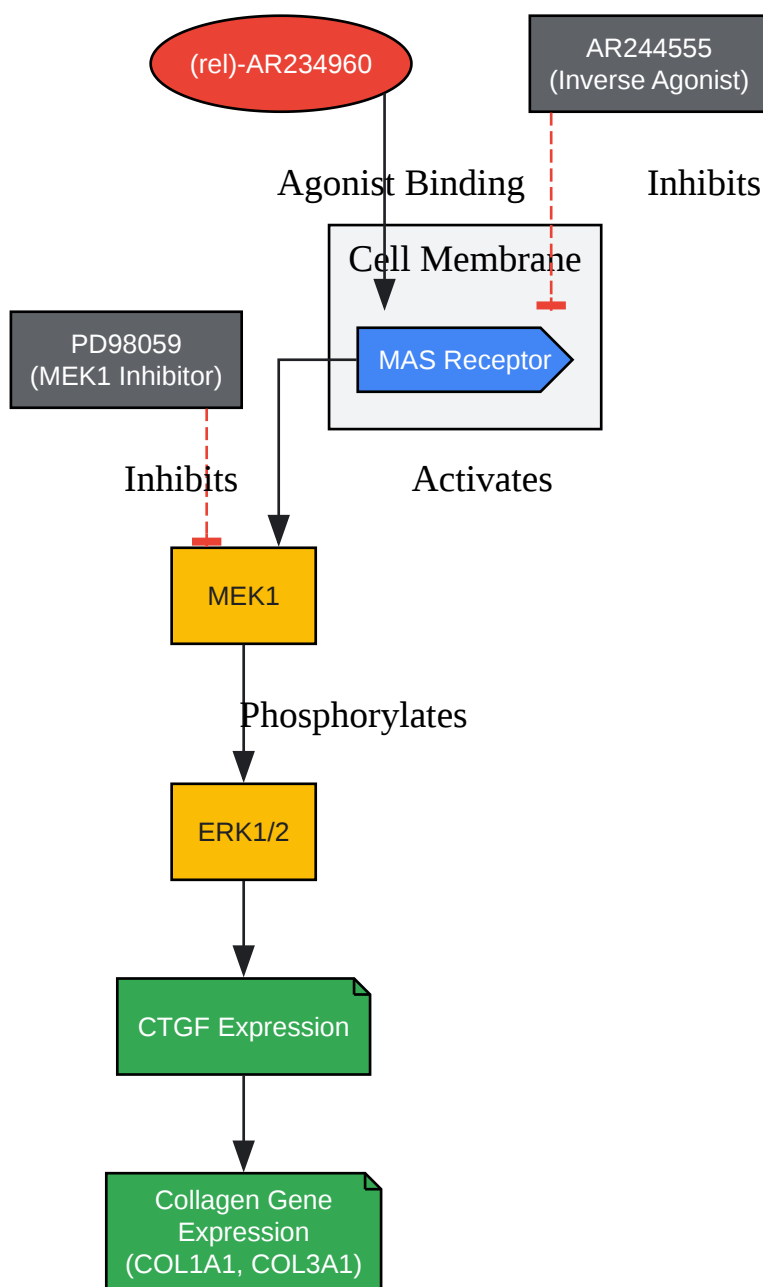 (rel)-AR234960
AR244555
(Inverse Agonist)
Agonist Binding
Inhibits
Cell Membrane
PD98059
(MEK1 Inhibitor)
MAS Receptor
Inhibits
Activates
MEK1
Phosphorylates
ERK1/2
CTGF Expression
Collagen Gene
Expression
(COL1A1, COL3A1)